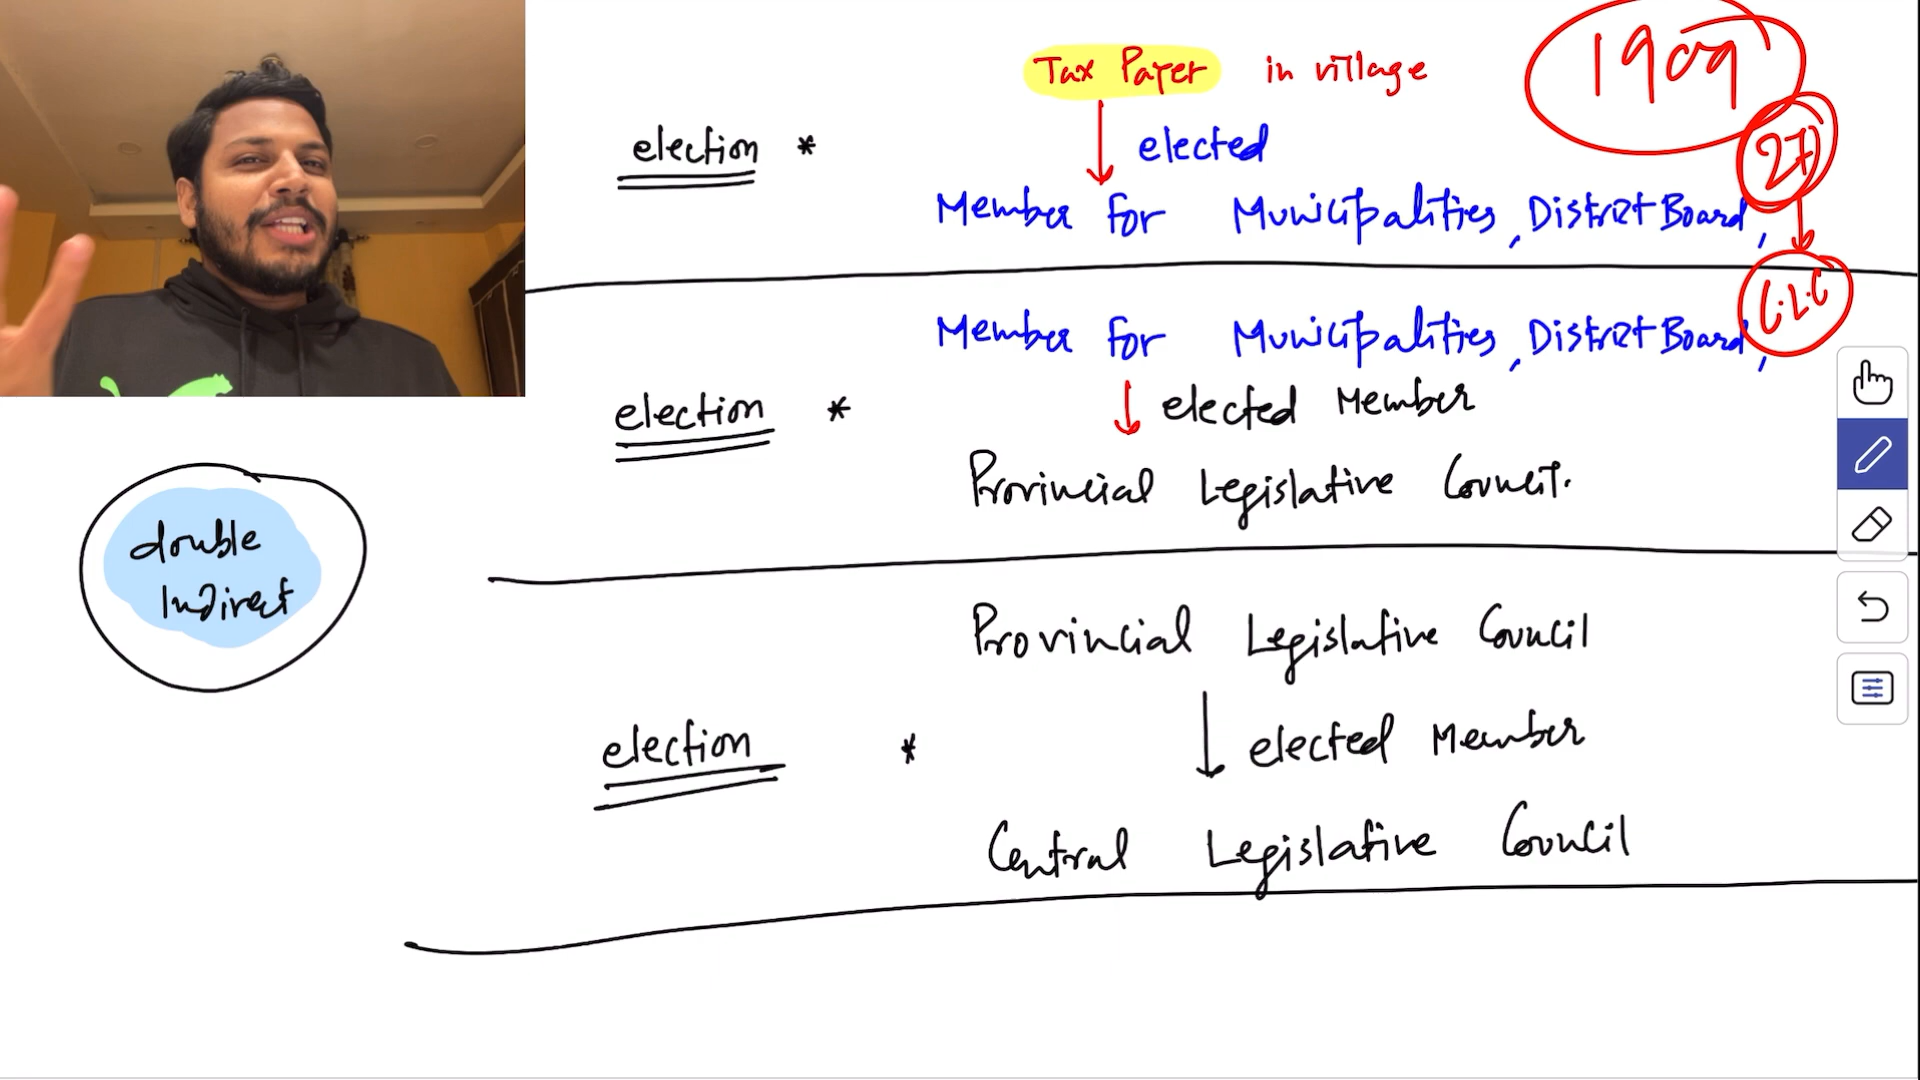 Tax Payer in village
1909
election * elected
27
Member for Municipalities, District Board,
C.L.C
Member for Municipalities, District Board,
election * elected Member
Provincial Legislative Council.
double
Indirect
Provincial Legislative Council
election * elected Member
Central Legislative Council